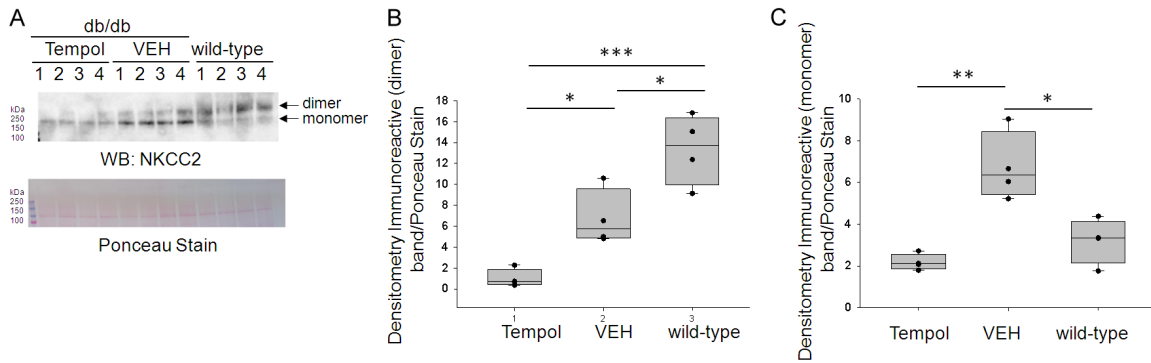 A
db/db
Tempol VEH wild-type
1 2 3 4 1 2 3 4 1 2 3 4
kDa
250
150
100
dimer
monomer
WB: NKCC2
kDa
250
150
100
Ponceau Stain
B
Densitometry Immunoreactive (dimer)
band/Ponceau Stain
18
16
14
12
10
8
6
4
2
0
***
*
*
1 2 3
Tempol VEH wild-type
C
Densitometry Immunoreactive (monomer)
band/Ponceau Stain
10
8
6
4
2
0
**
*
Tempol VEH wild-type